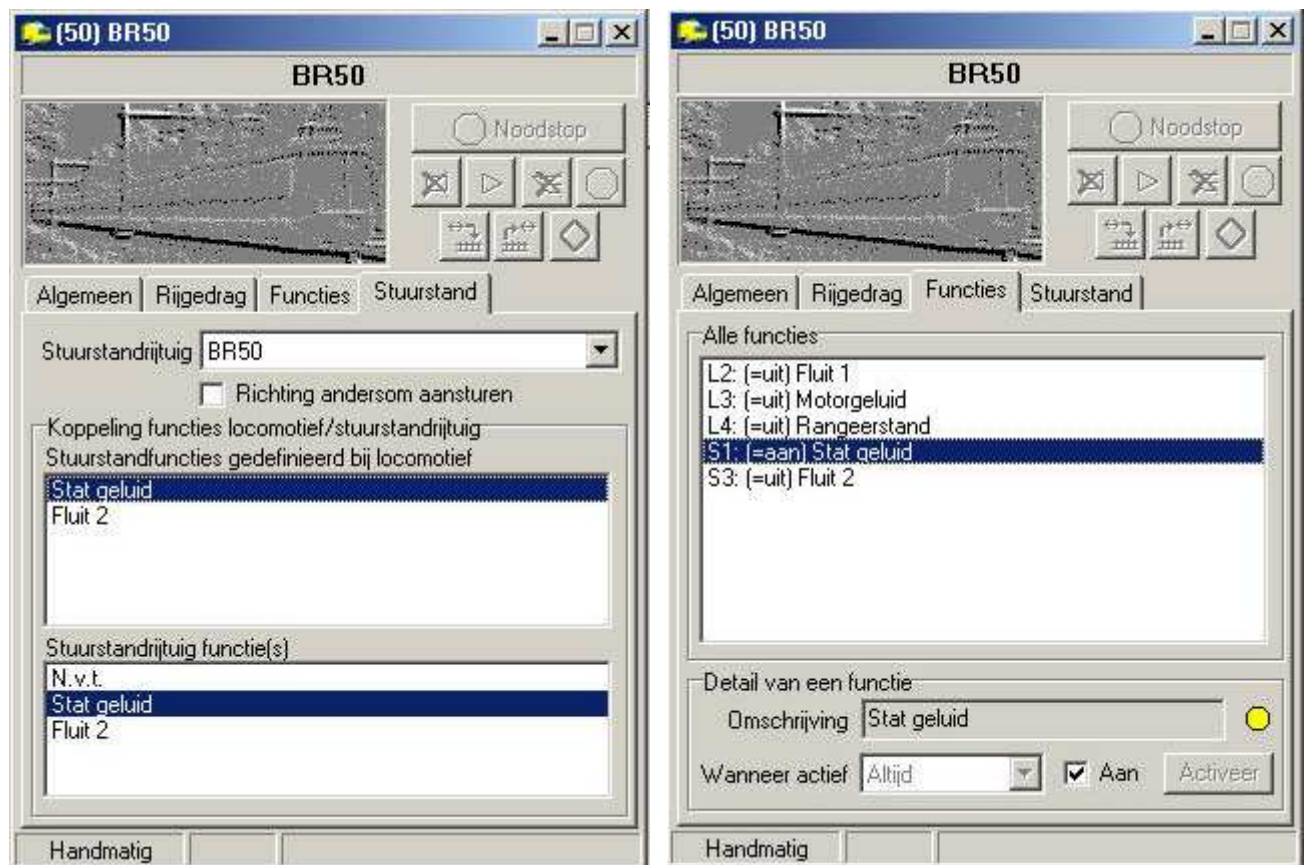 (50) BR50
BR50
Noodstop
Algemeen Rijgedrag Functies Stuurstand
Stuurstandrijtuig BR50
Richting andersom aansturen
Koppeling functies locomotief/stuurstandrijtuig
Stuurstandfuncties gedefinieerd bij locomotief
Stat geluid
Fluit 2
Stuurstandrijtuig functie(s)
N.v.t.
Stat geluid
Fluit 2
Handmatig
(50) BR50
BR50
Noodstop
Algemeen Rijgedrag Functies Stuurstand
Alle functies
L2: (=uit) Fluit 1
L3: (=uit) Motorgeluid
L4: (=uit) Rangeerstand
S1: (=aan) Stat geluid
S3: (=uit) Fluit 2
Detail van een functie
Omschrijving Stat geluid
Wanneer actief Altijd Aan Activeer
Handmatig